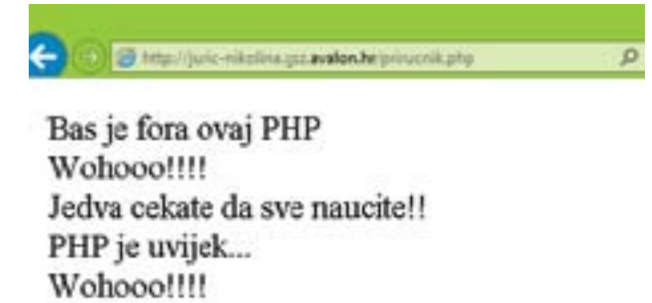 http://juric-nikolina.gsz.avalon.hr/prirucnik.php
Bas je fora ovaj PHP
Wohooo!!!!
Jedva cekate da sve naucite!!
PHP je uvijek...
Wohooo!!!!